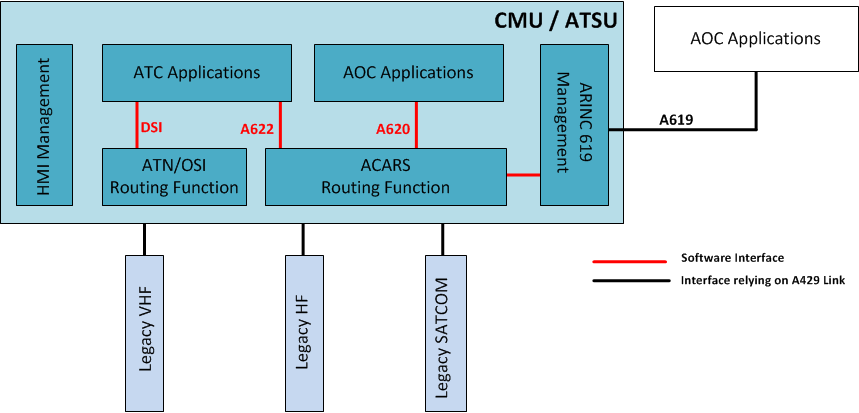 CMU / ATSU
AOC Applications
HMI Management
ATC Applications
AOC Applications
ARINC 619
Management
DSI
A622
A620
A619
ATN/OSI
Routing Function
ACARS
Routing Function
Legacy VHF
Legacy HF
Legacy SATCOM
Software Interface
Interface relying on A429 Link